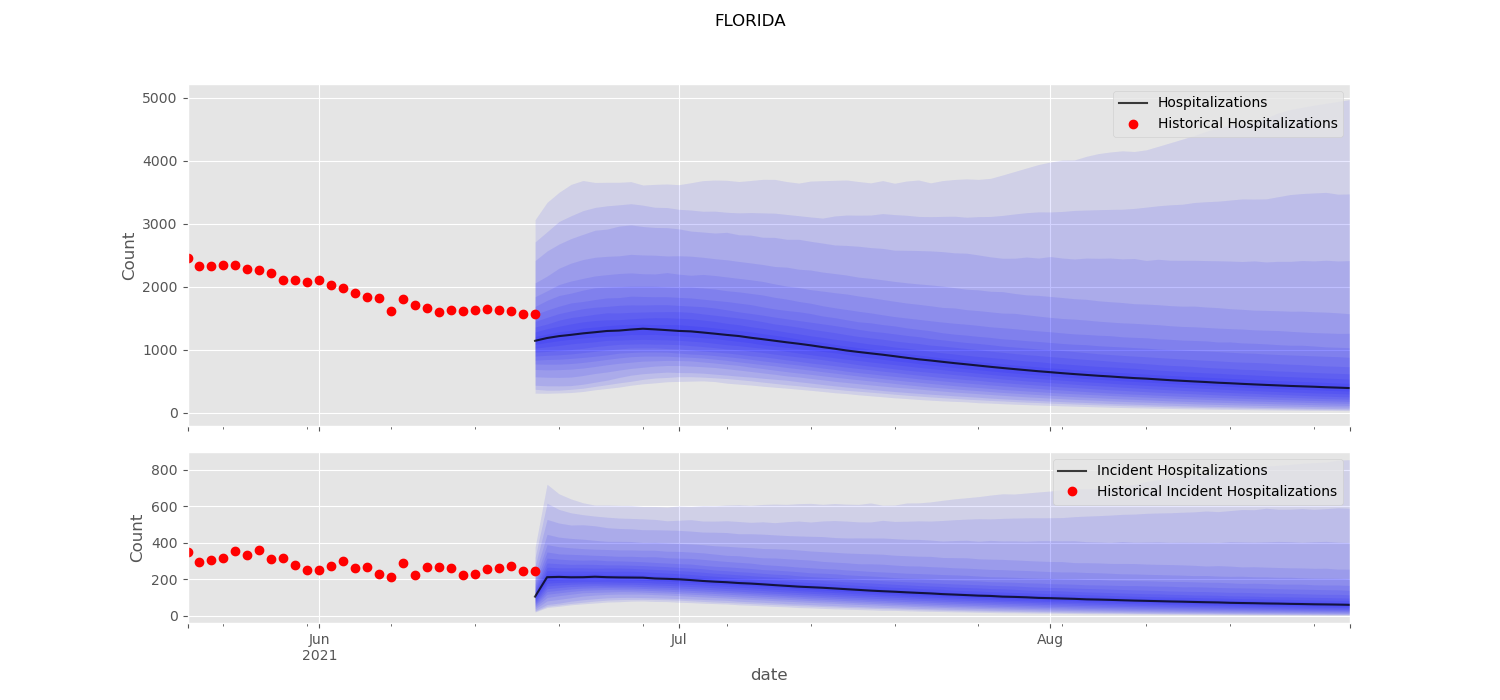 FLORIDA
5000
4000
3000
2000
1000
0
Count
Hospitalizations
Historical Hospitalizations
800
600
400
200
0
Count
Incident Hospitalizations
Historical Incident Hospitalizations
Jun
2021
Jul
Aug
date